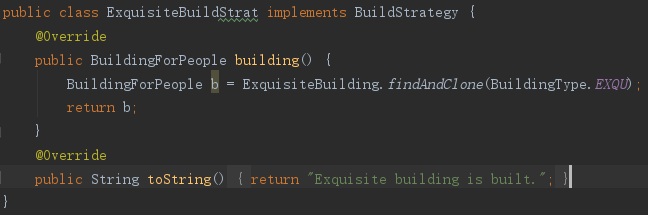 public class ExquisiteBuildStrat implements BuildStrategy {
    @Override
    public BuildingForPeople building() {
        BuildingForPeople b = ExquisiteBuilding.findAndClone(BuildingType.EXQU);
        return b;
    }
    @Override
    public String toString() { return "Exquisite building is built."; }
}